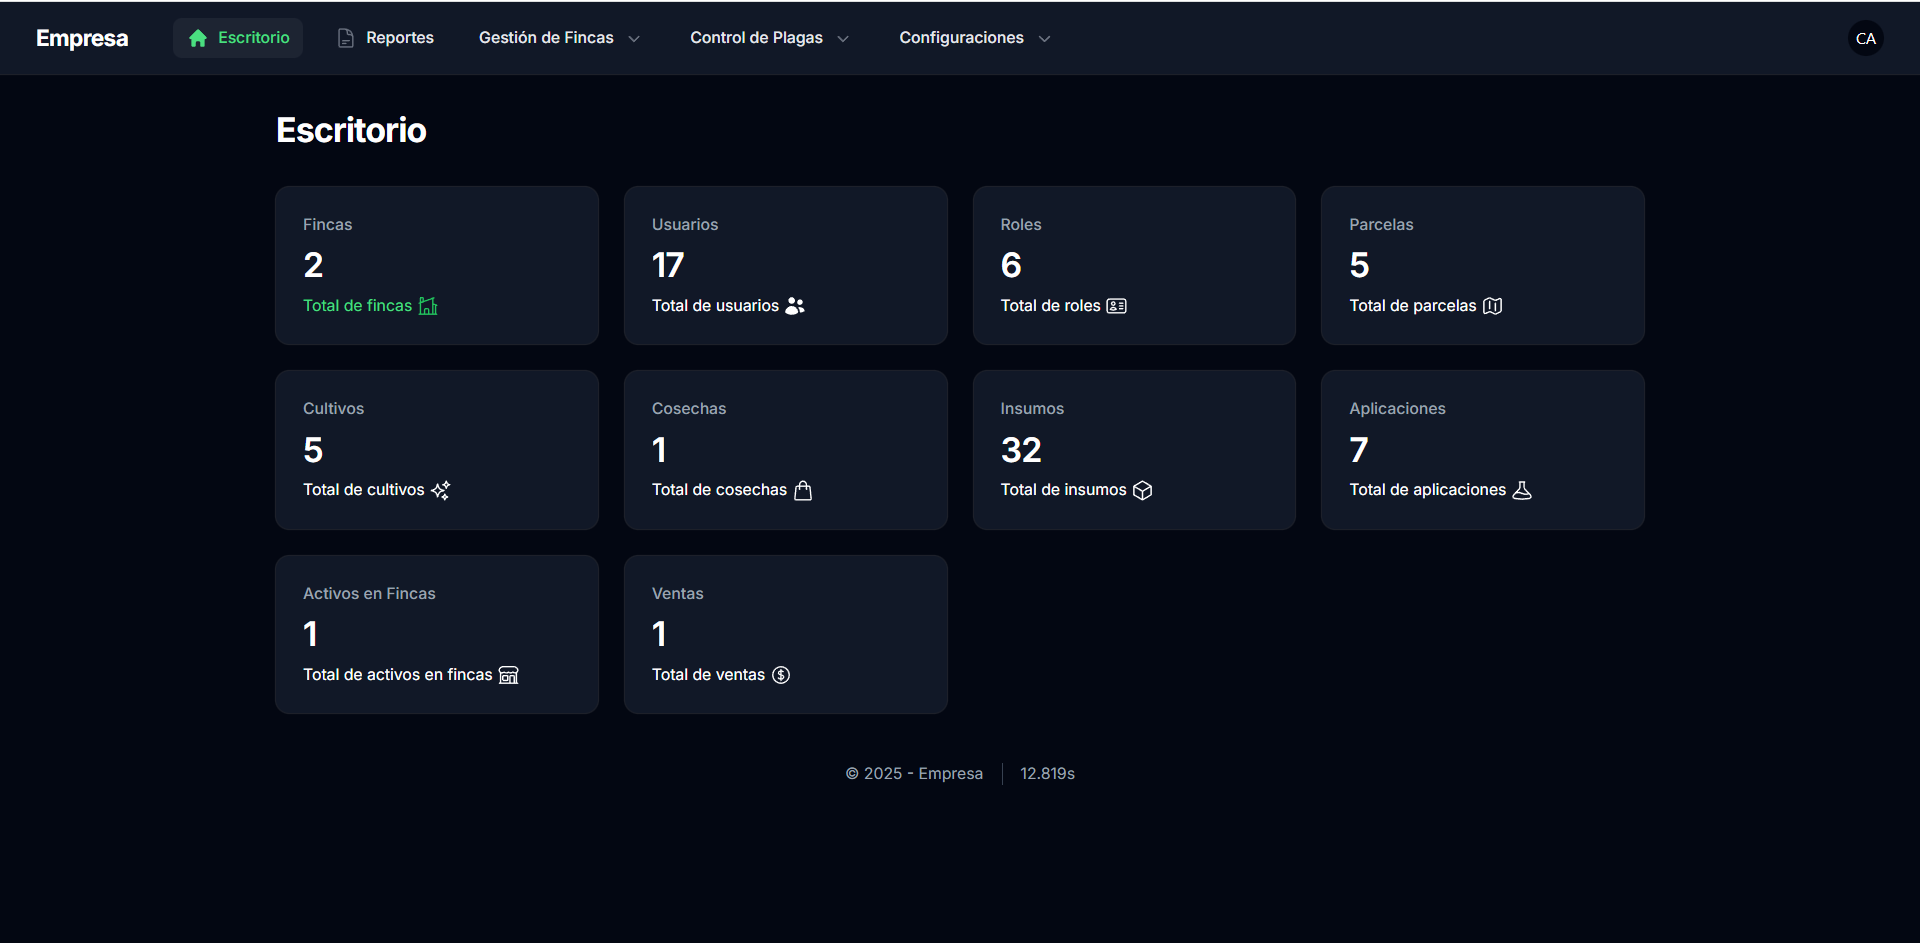 Empresa Escritorio Reportes Gestión de Fincas Control de Plagas Configuraciones CA
Escritorio
Fincas
2
Total de fincas
Usuarios
17
Total de usuarios
Roles
6
Total de roles
Parcelas
5
Total de parcelas
Cultivos
5
Total de cultivos
Cosechas
1
Total de cosechas
Insumos
32
Total de insumos
Aplicaciones
7
Total de aplicaciones
Activos en Fincas
1
Total de activos en fincas
Ventas
1
Total de ventas
© 2025 - Empresa 12.819s